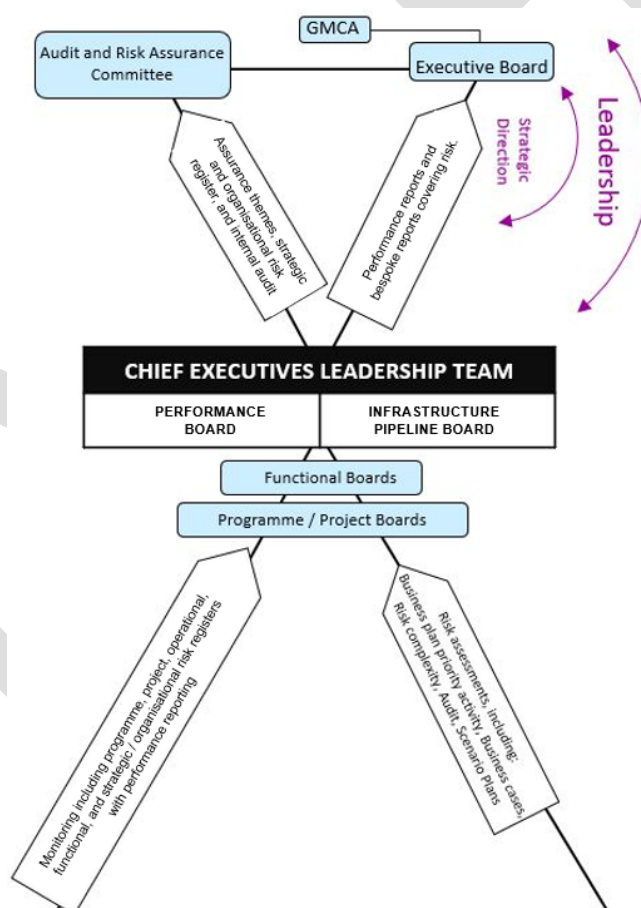 GMCA
Audit and Risk Assurance
Committee
Executive Board
Leadership
Strategic
Direction
Assurance themes, strategic
and organisational risk
register, and internal audit
Performance reports and
bespoke reports covering risk.
CHIEF EXECUTIVES LEADERSHIP TEAM
PERFORMANCE
BOARD
INFRASTRUCTURE
PIPELINE BOARD
Functional Boards
Programme / Project Boards
Monitoring including programme, project, operational,
functional, and strategic / organisational risk registers
with performance reporting
Risk assessments, including:
Business plan priority activity, Business cases,
Risk complexity, Audit, Scenario Plans